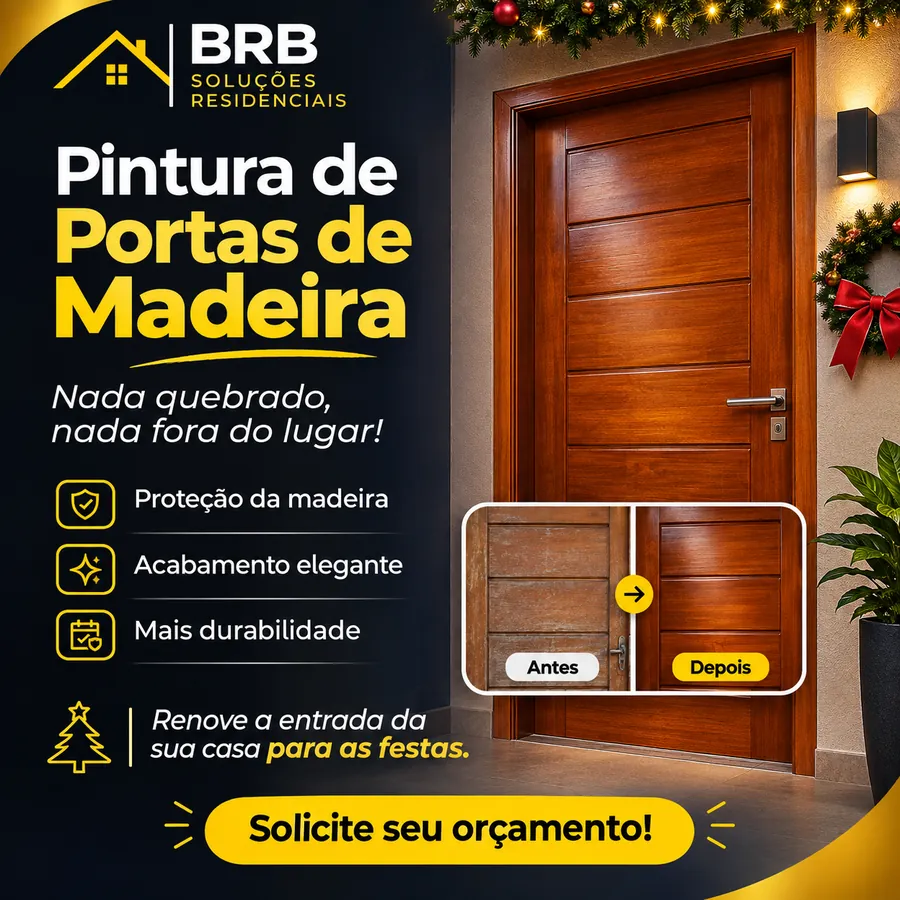 BRB
SOLUÇÕES
RESIDENCIAIS
Pintura de
Portas de
Madeira
Nada quebrado,
nada fora do lugar!
Proteção da madeira
Acabamento elegante
Mais durabilidade
Antes
Depois
Renove a entrada da
sua casa para as festas.
Solicite seu orçamento!